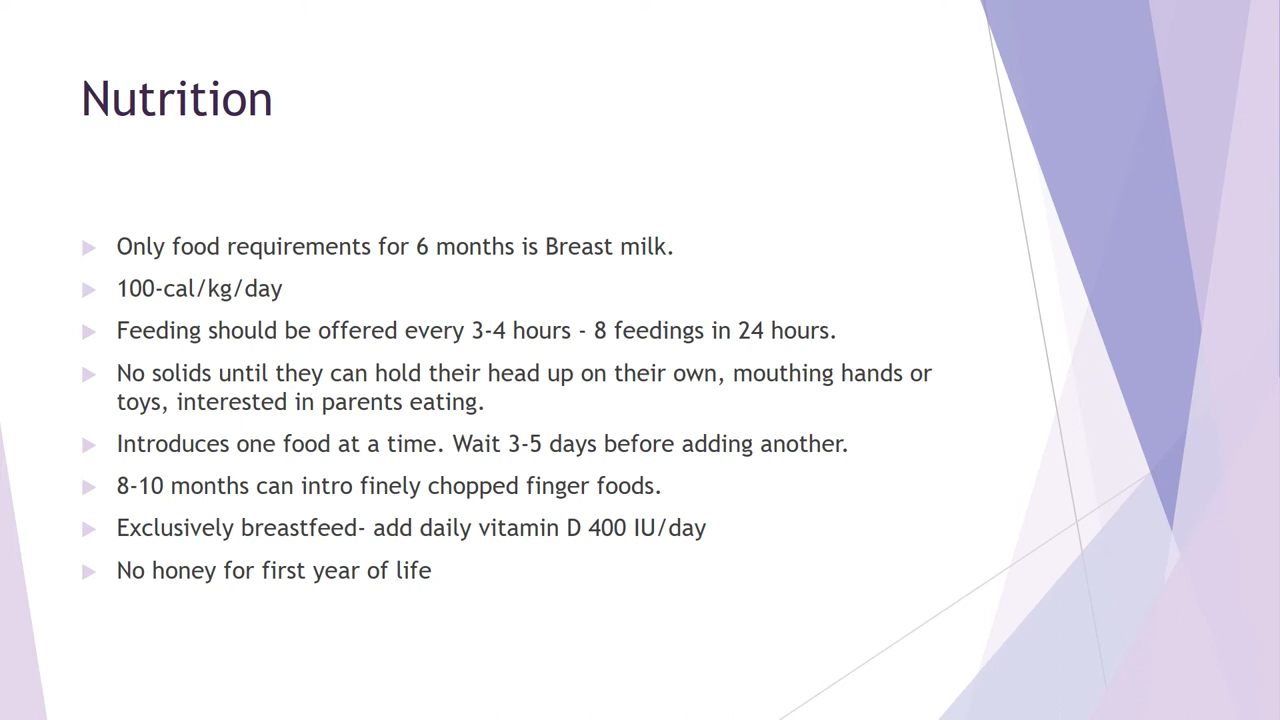 Nutrition
Only food requirements for 6 months is Breast milk.
100-cal/kg/day
Feeding should be offered every 3-4 hours - 8 feedings in 24 hours.
No solids until they can hold their head up on their own, mouthing hands or
toys, interested in parents eating.
Introduces one food at a time. Wait 3-5 days before adding another.
8-10 months can intro finely chopped finger foods.
Exclusively breastfeed- add daily vitamin D 400 IU/day
No honey for first year of life